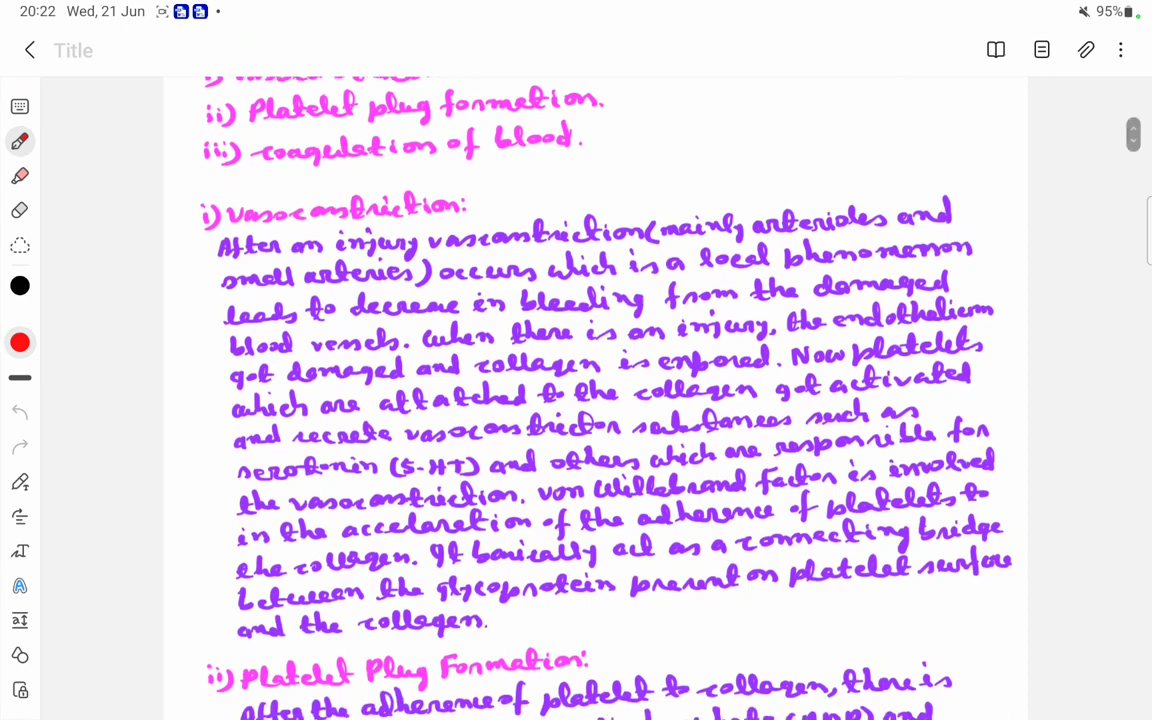 20:22 Wed, 21 Jun
95%
Title
ii) Platelet plug formation.
iii) coagulation of blood.
i) vasoconstriction:
After an injury vasconstriction (mainly arterioles and
small arteries) occurs which is a local phenomenon
leads to decrease in bleeding from the damaged
blood vessels. When there is an injury, the endothelium
got damaged and collagen is exposed. Now platelets
which are attatched to the collagen got activated
and secrete vasoconstrictor substances such as
serotonin (5-HT) and others which are responsible for
the vasoconstriction. von Willebrand Factor is involved
in the accelaration of the adherence of platelets to
the collagen. It basically act as a connecting bridge
between the glycoprotein present on platelet surface
and the collagen.
ii) Platelet Plug Formation:
After the adherence of platelet to collagen, there is
(ADP) and